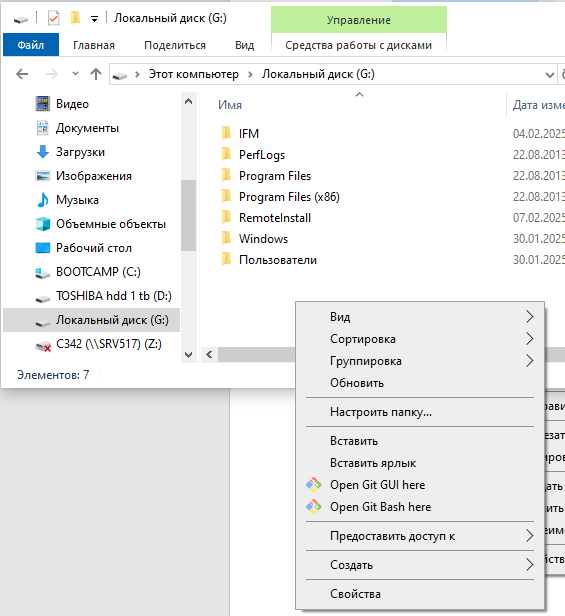 Локальный диск (G:)
Управление
Файл
Главная
Поделиться
Вид
Средства работы с дисками
Этот компьютер
Локальный диск (G:)
Имя
Видео
Документы
Загрузки
Изображения
Музыка
Объемные объекты
Рабочий стол
BOOTCAMP (C:)
TOSHIBA hdd 1 tb (D:)
Локальный диск (G:)
C342 (\\SRV517) (Z:)
Дата изме
IFM 04.02.2025
PerfLogs 22.08.2013
Program Files 22.08.2013
Program Files (x86) 22.08.2013
RemoteInstall 07.02.2025
Windows 30.01.2025
Пользователи 30.01.2025
Элементов: 7
Вид
Сортировка
Группировка
Обновить
Настроить папку...
Вставить
Вставить ярлык
Open Git GUI here
Open Git Bash here
Предоставить доступ к
Создать
Свойства